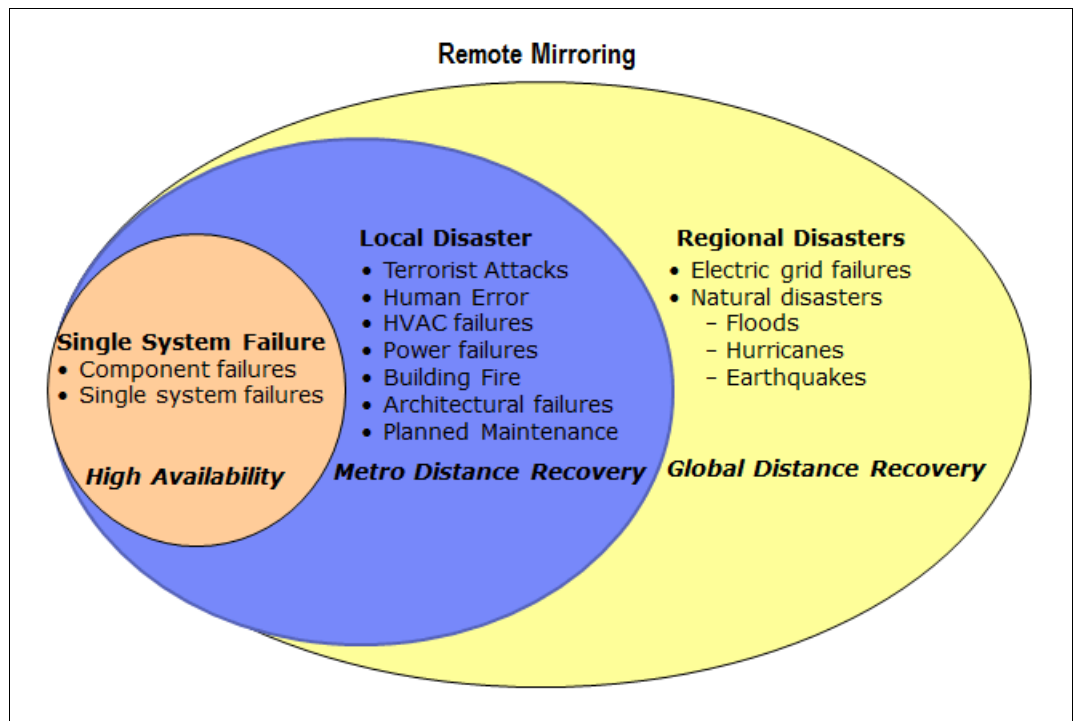 Remote Mirroring
Single System Failure
• Component failures
• Single system failures
High Availability
Local Disaster
• Terrorist Attacks
• Human Error
• HVAC failures
• Power failures
• Building Fire
• Architectural failures
• Planned Maintenance
Metro Distance Recovery
Regional Disasters
• Electric grid failures
• Natural disasters
– Floods
– Hurricanes
– Earthquakes
Global Distance Recovery